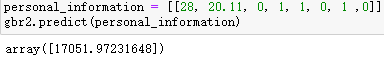 personal_information = [[28, 20.11, 0, 1, 1, 0, 1 ,0]]
gbr2.predict(personal_information)
array([17051.97231648])